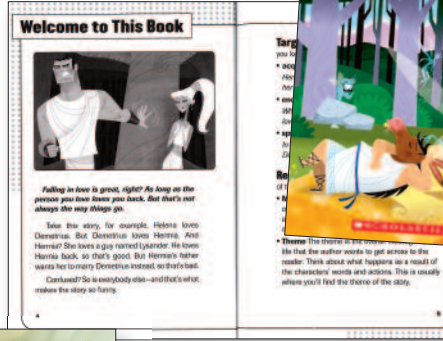 Welcome to This Book
Falling in love is great, right? As long as the
person you love loves you back. But that's not
always the way things go.
Take this story, for example. Helena loves
Demetrius. But Demetrius loves Hermia. And
Hermia? She loves a guy named Lysander. He loves
Hermia back, so that's good. But Hermia's father
wants her to marry Demetrius instead, so that's bad.
Confused? So is everybody else—and that's what
makes the story so funny.
4
Targ
you
Re
of t
• Theme The theme is the
life that the author wants to get across to the
reader. Think about what happens as a result of
the characters' words and actions. This is usually
where you'll find the theme of the story.
SCHOLASTIC